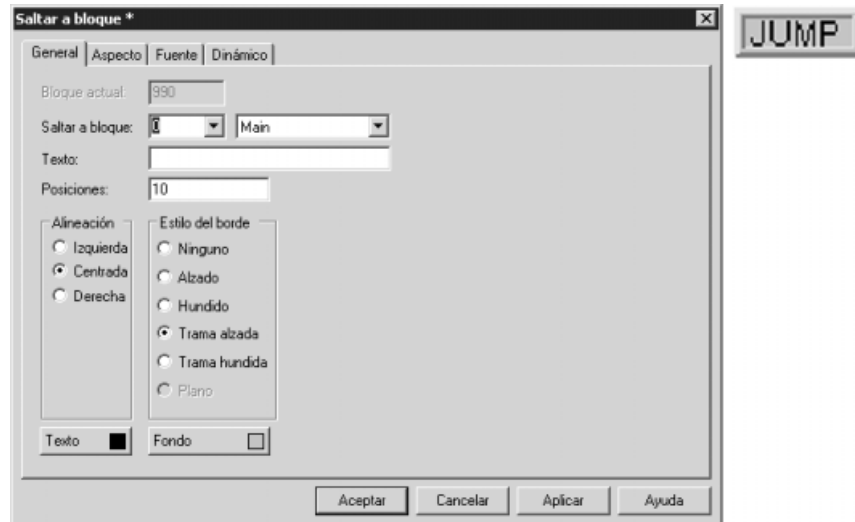 Saltar a bloque *
JUMP
General Aspecto Fuente Dinámico
Bloque actual: 990
Saltar a bloque: 0 Main
Texto:
Posiciones: 10
Alineación
Izquierda
Centrada
Derecha
Estilo del borde
Ninguno
Alzado
Hundido
Trama alzada
Trama hundida
Plano
Texto
Fondo
Aceptar Cancelar Aplicar Ayuda